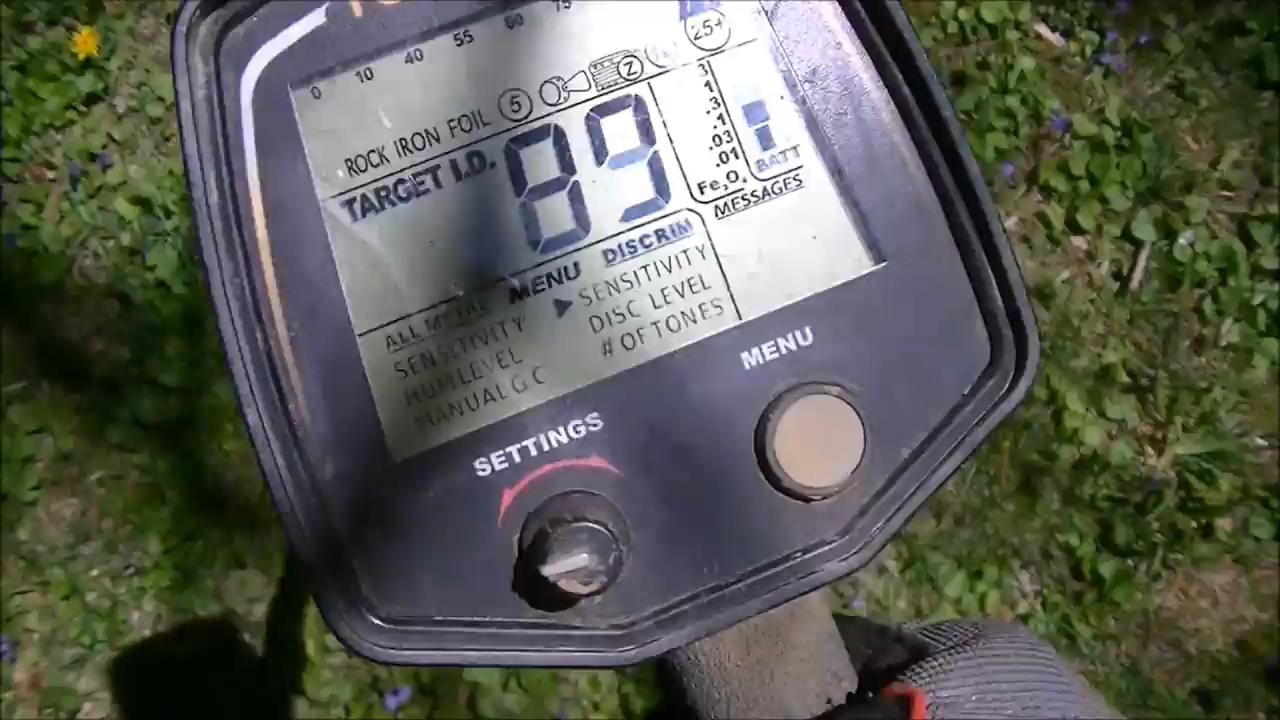 0 10 40 55 60 75
ROCK IRON FOIL 5 Z 25+
TARGET I.D. 89
3
1
.3
.1
.03
.01
Fe₃O₄
BATT
MESSAGES
MENU
ALL METAL
SENSITIVITY
HUM LEVEL
MANUAL G C
DISCRIM
SENSITIVITY
DISC LEVEL
# OF TONES
SETTINGS
MENU